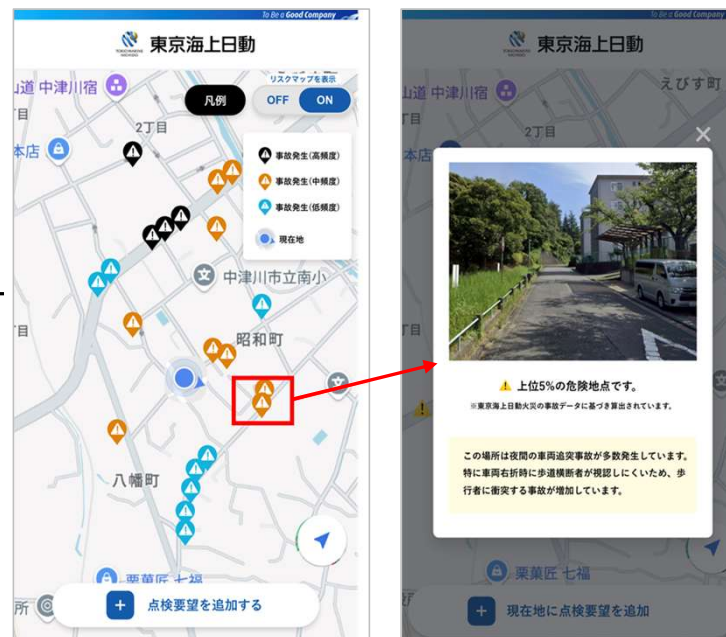 To Be a Good Company
東京海上日動
リスクマップを表示
凡例
OFF ON
山道 中津川宿
2丁目
本店
事故発生(高頻度)
事故発生(中頻度)
事故発生(低頻度)
現在地
中津川市立南小
昭和町
八幡町
栗菓匠 七福
点検要望を追加する
To Be a Good Company
東京海上日動
山道 中津川宿
えびす町
2丁目
本店
上位5%の危険地点です。
※東京海上日動火災の事故データに基づき算出されています。
この場所は夜間の車両追突事故が多数発生しています。
特に車両右折時に歩道横断者が視認しにくいため、歩
行者に衝突する事故が増加しています。
栗菓匠 七福
現在地に点検要望を追加